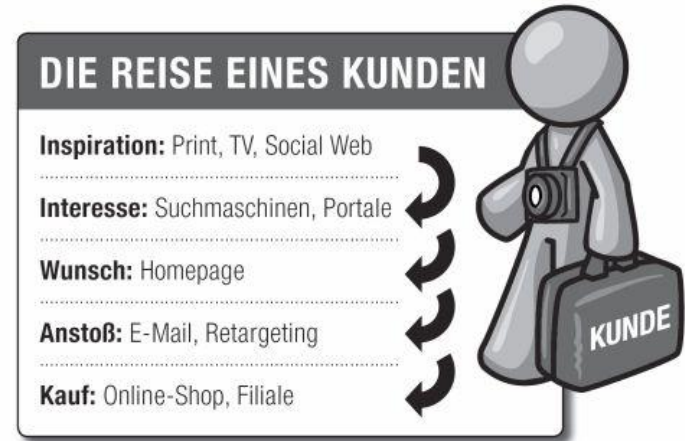 DIE REISE EINES KUNDEN
Inspiration: Print, TV, Social Web
Interesse: Suchmaschinen, Portale
Wunsch: Homepage
Anstoß: E-Mail, Retargeting
Kauf: Online-Shop, Filiale
KUNDE